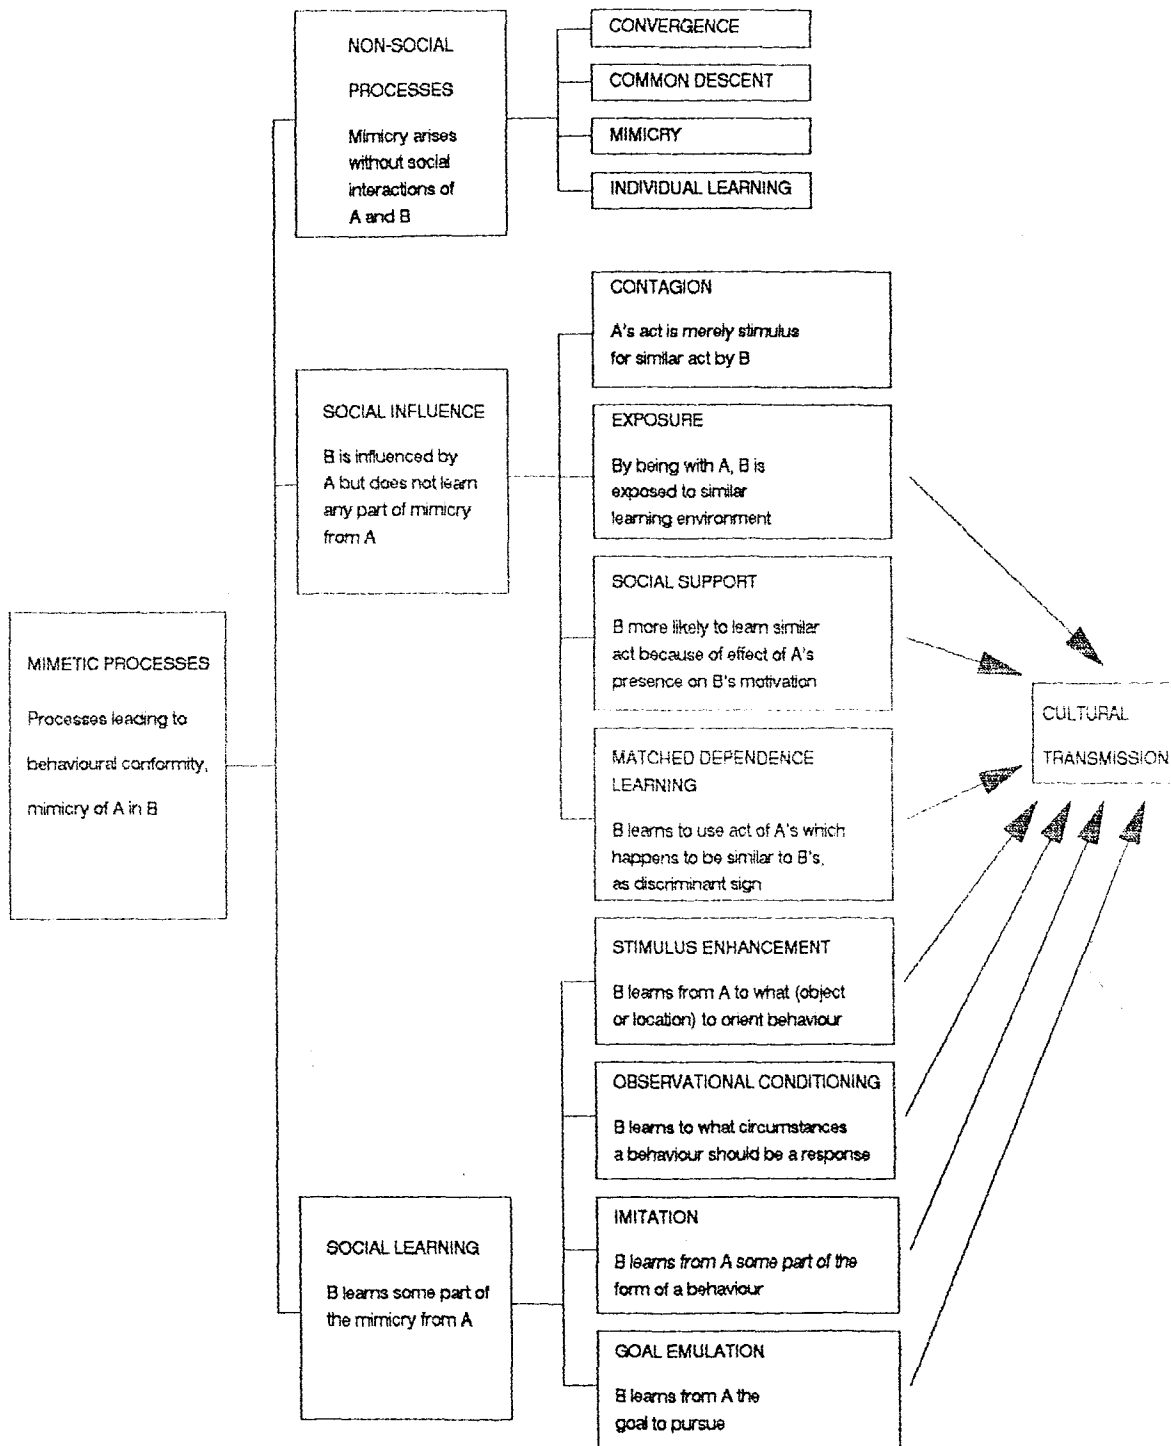 MIMETIC PROCESSES
Processes leading to
behavioural conformity,
mimicry of A in B
NON-SOCIAL
PROCESSES
Mimicry arises
without social
interactions of
A and B
CONVERGENCE
COMMON DESCENT
MIMICRY
INDIVIDUAL LEARNING
SOCIAL INFLUENCE
B is influenced by
A but does not learn
any part of mimicry
from A
CONTAGION
A's act is merely stimulus
for similar act by B
EXPOSURE
By being with A, B is
exposed to similar
learning environment
SOCIAL SUPPORT
B more likely to learn similar
act because of effect of A's
presence on B's motivation
MATCHED DEPENDENCE
LEARNING
B learns to use act of A's which
happens to be similar to B's,
as discriminant sign
SOCIAL LEARNING
B learns some part of
the mimicry from A
STIMULUS ENHANCEMENT
B learns from A to what (object
or location) to orient behaviour
OBSERVATIONAL CONDITIONING
B learns to what circumstances
a behaviour should be a response
IMITATION
B learns from A some part of the
form of a behaviour
GOAL EMULATION
B learns from A the
goal to pursue
CULTURAL
TRANSMISSION